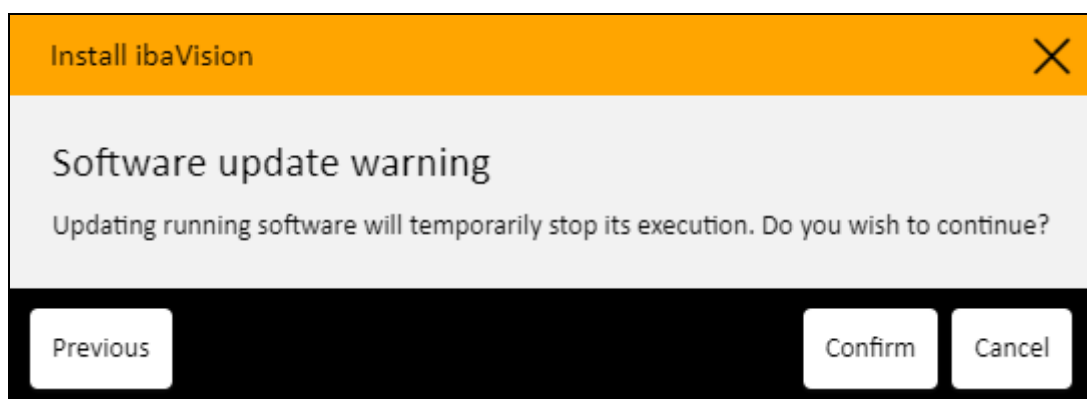 Install ibaVision
Software update warning
Updating running software will temporarily stop its execution. Do you wish to continue?
Previous
Confirm
Cancel